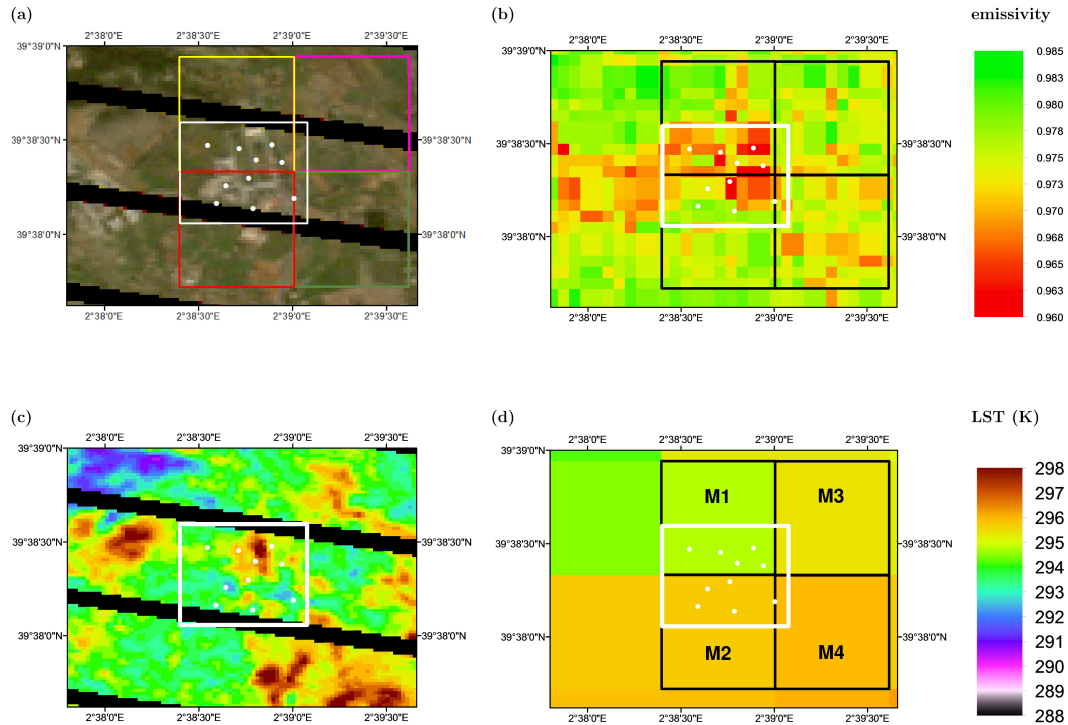 (a)
2°38'0"E 2°38'30"E 2°39'0"E 2°39'30"E
39°39'0"N
39°38'30"N 39°38'30"N
39°38'0"N 39°38'0"N
2°38'0"E 2°38'30"E 2°39'0"E 2°39'30"E
(b)
2°38'0"E 2°38'30"E 2°39'0"E 2°39'30"E
39°39'0"N
39°38'30"N 39°38'30"N
39°38'0"N 39°38'0"N
2°38'0"E 2°38'30"E 2°39'0"E 2°39'30"E
emissivity
0.985
0.983
0.980
0.978
0.975
0.973
0.970
0.968
0.965
0.963
0.960
(c)
2°38'0"E 2°38'30"E 2°39'0"E 2°39'30"E
39°39'0"N
39°38'30"N 39°38'30"N
39°38'0"N 39°38'0"N
2°38'0"E 2°38'30"E 2°39'0"E 2°39'30"E
(d)
2°38'0"E 2°38'30"E 2°39'0"E 2°39'30"E
39°39'0"N
M1 M3
39°38'30"N 39°38'30"N
39°38'0"N 39°38'0"N
M2 M4
2°38'0"E 2°38'30"E 2°39'0"E 2°39'30"E
LST (K)
298
297
296
295
294
293
292
291
290
289
288